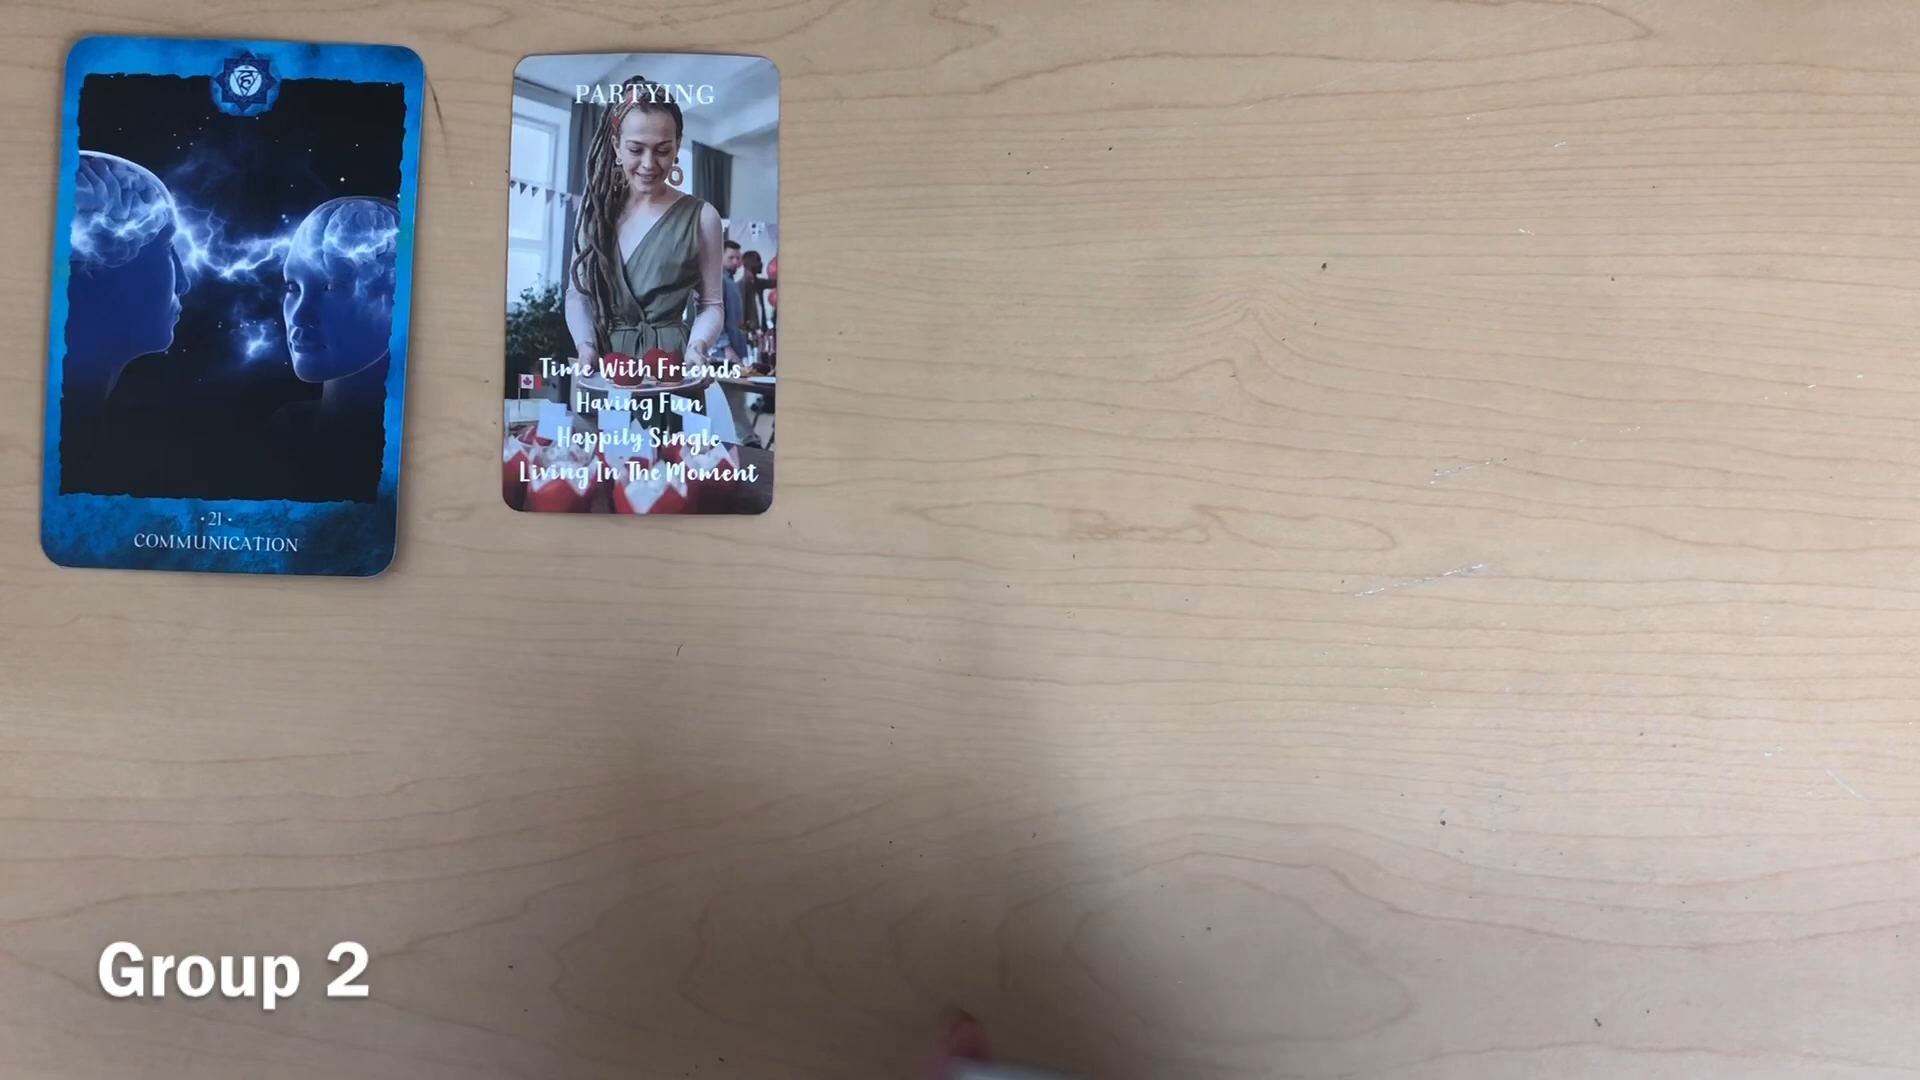 PARTYING
Time With Friends
Having Fun
Happily Single
Living In The Moment
• 21 •
COMMUNICATION
Group 2